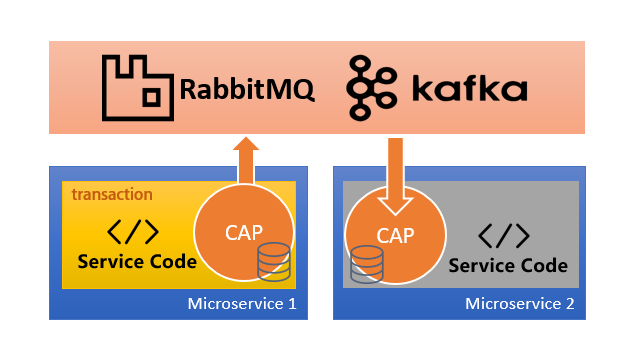 RabbitMQ
kafka
transaction
</>
Service Code
CAP
Microservice 1
CAP
</>
Service Code
Microservice 2